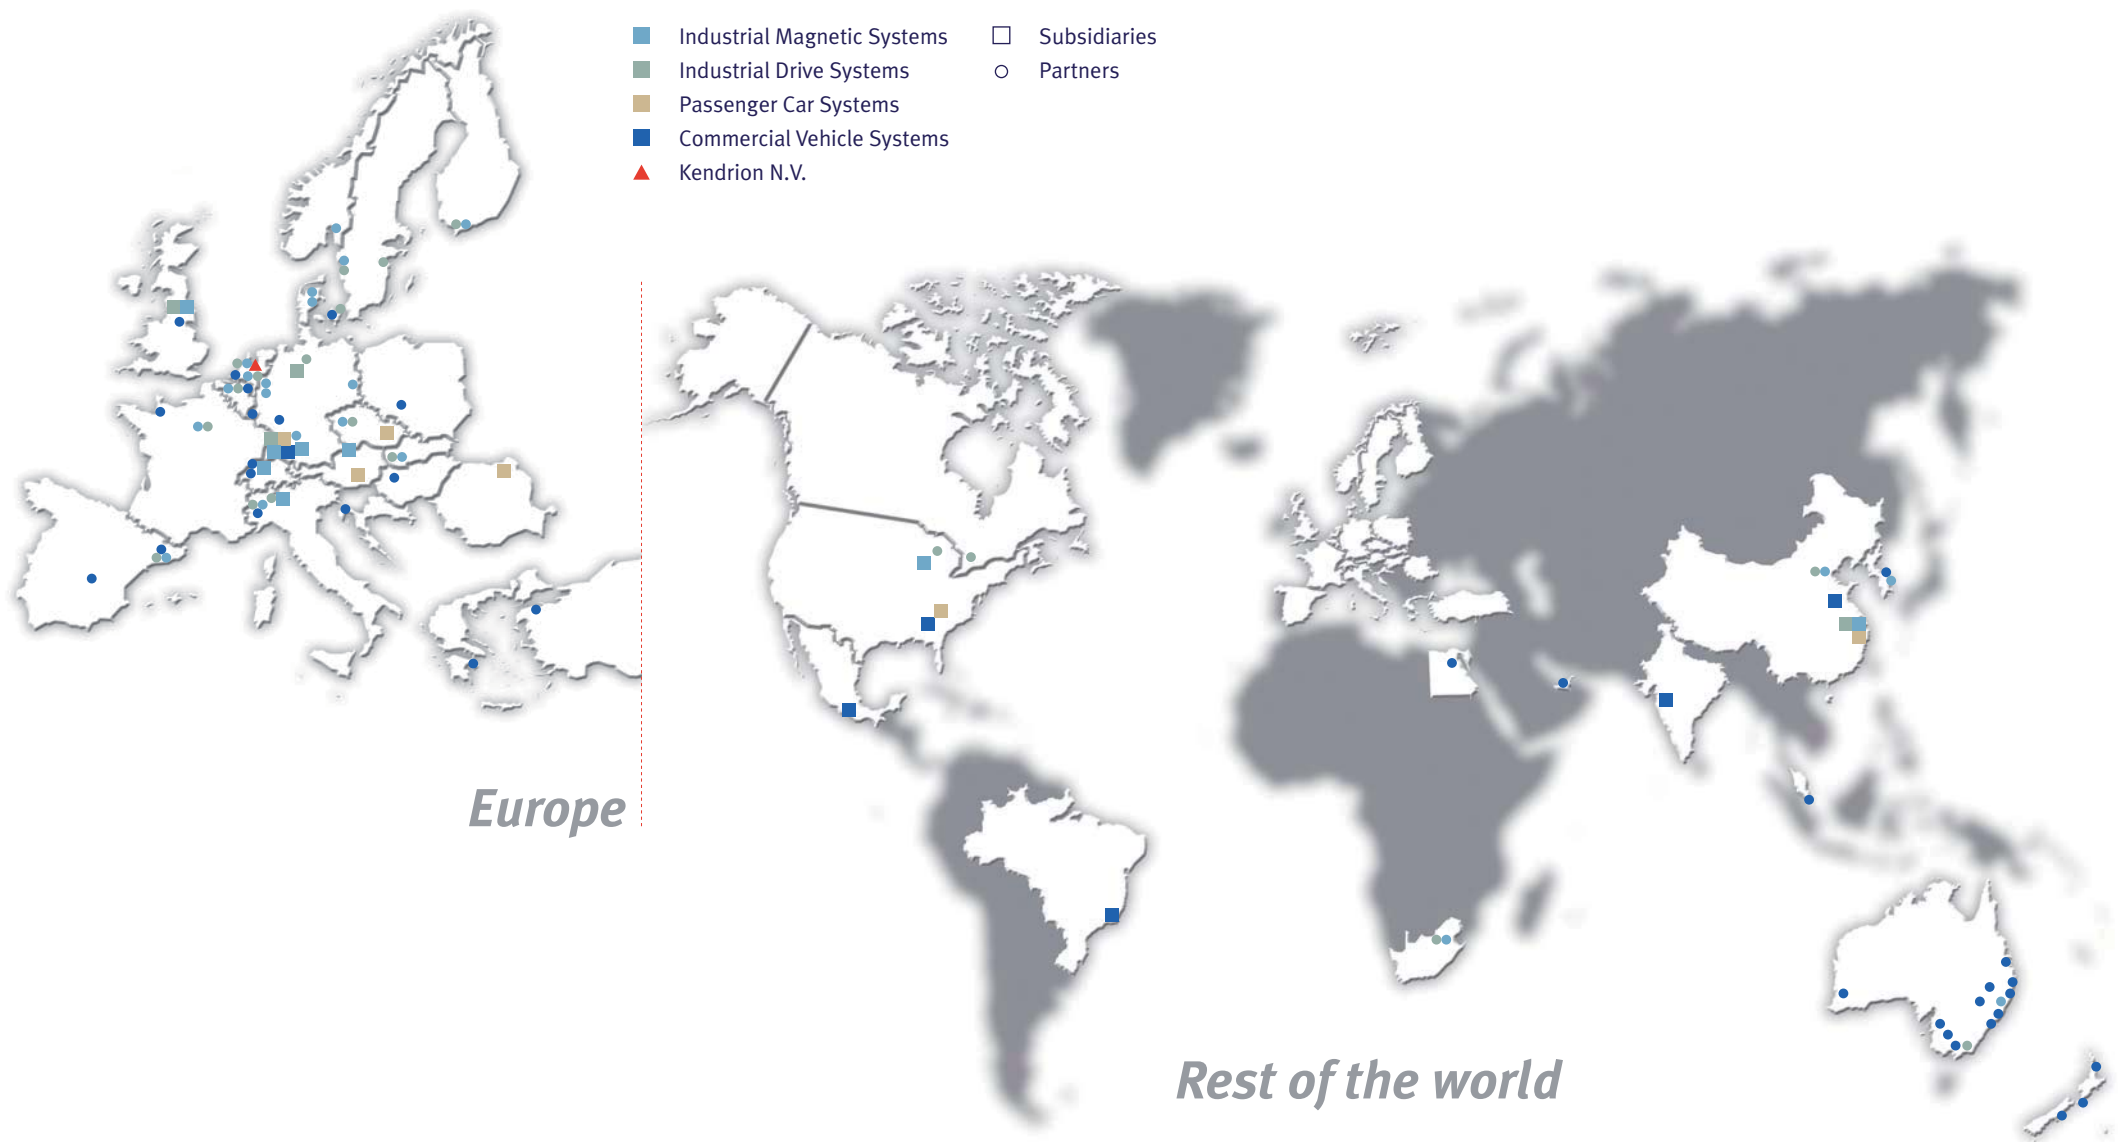 Industrial Magnetic Systems
Industrial Drive Systems
Passenger Car Systems
Commercial Vehicle Systems
Kendrion N.V.
Subsidiaries
Partners
Europe
Rest of the world